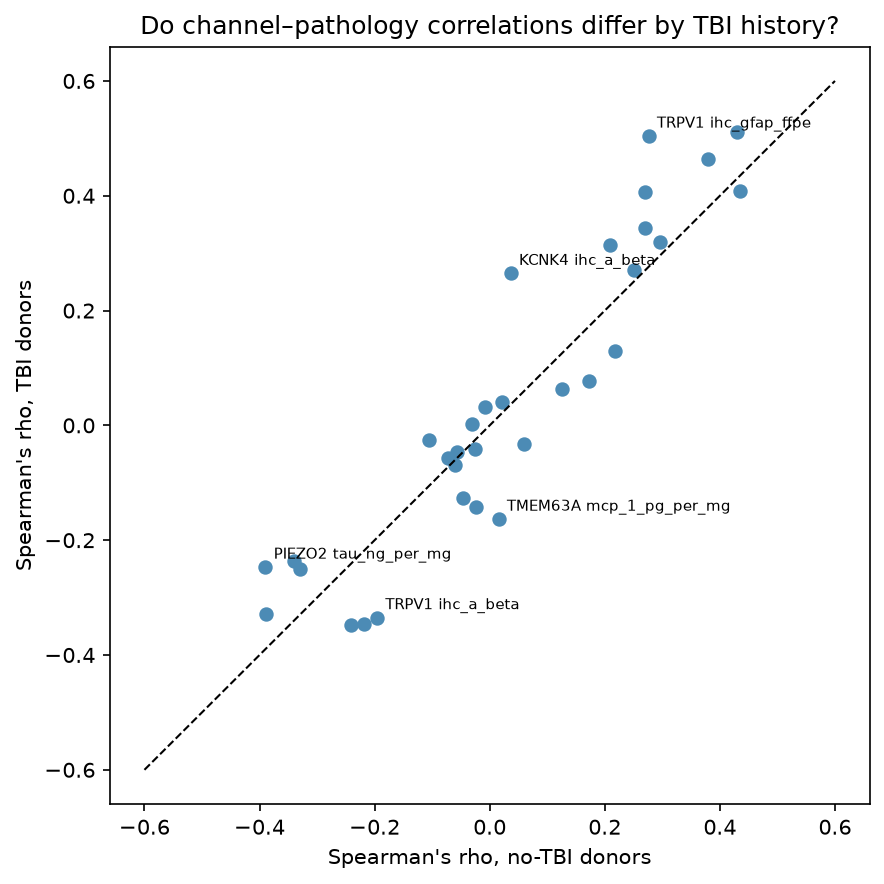 Do channel–pathology correlations differ by TBI history?
Spearman's rho, TBI donors
0.6
0.4
0.2
0.0
−0.2
−0.4
−0.6
TRPV1 ihc_gfap_ffpe
KCNK4 ihc_a_beta
TMEM63A mcp_1_pg_per_mg
PIEZO2 tau_ng_per_mg
TRPV1 ihc_a_beta
−0.6 −0.4 −0.2 0.0 0.2 0.4 0.6
Spearman's rho, no-TBI donors